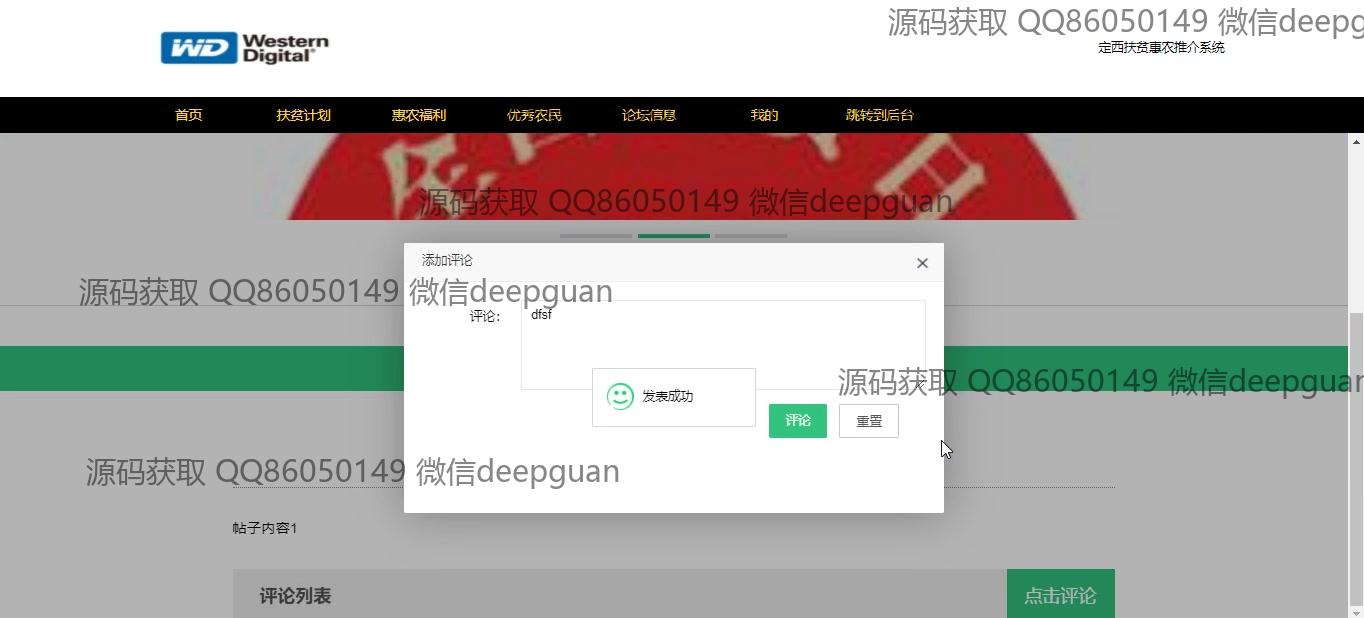 源码获取 QQ86050149 微信deepg
WD Western Digital
定西扶贫惠农推介系统
首页 扶贫计划 惠农福利 优秀农民 论坛信息 我的 跳转到后台
源码获取 QQ86050149 微信deepguan
添加评论
源码获取 QQ86050149 微信deepguan
评论: dfsf
源码获取 QQ86050149 微信deepguan
发表成功
评论 重置
源码获取 QQ86050149 微信deepguan
帖子内容1
评论列表 点击评论